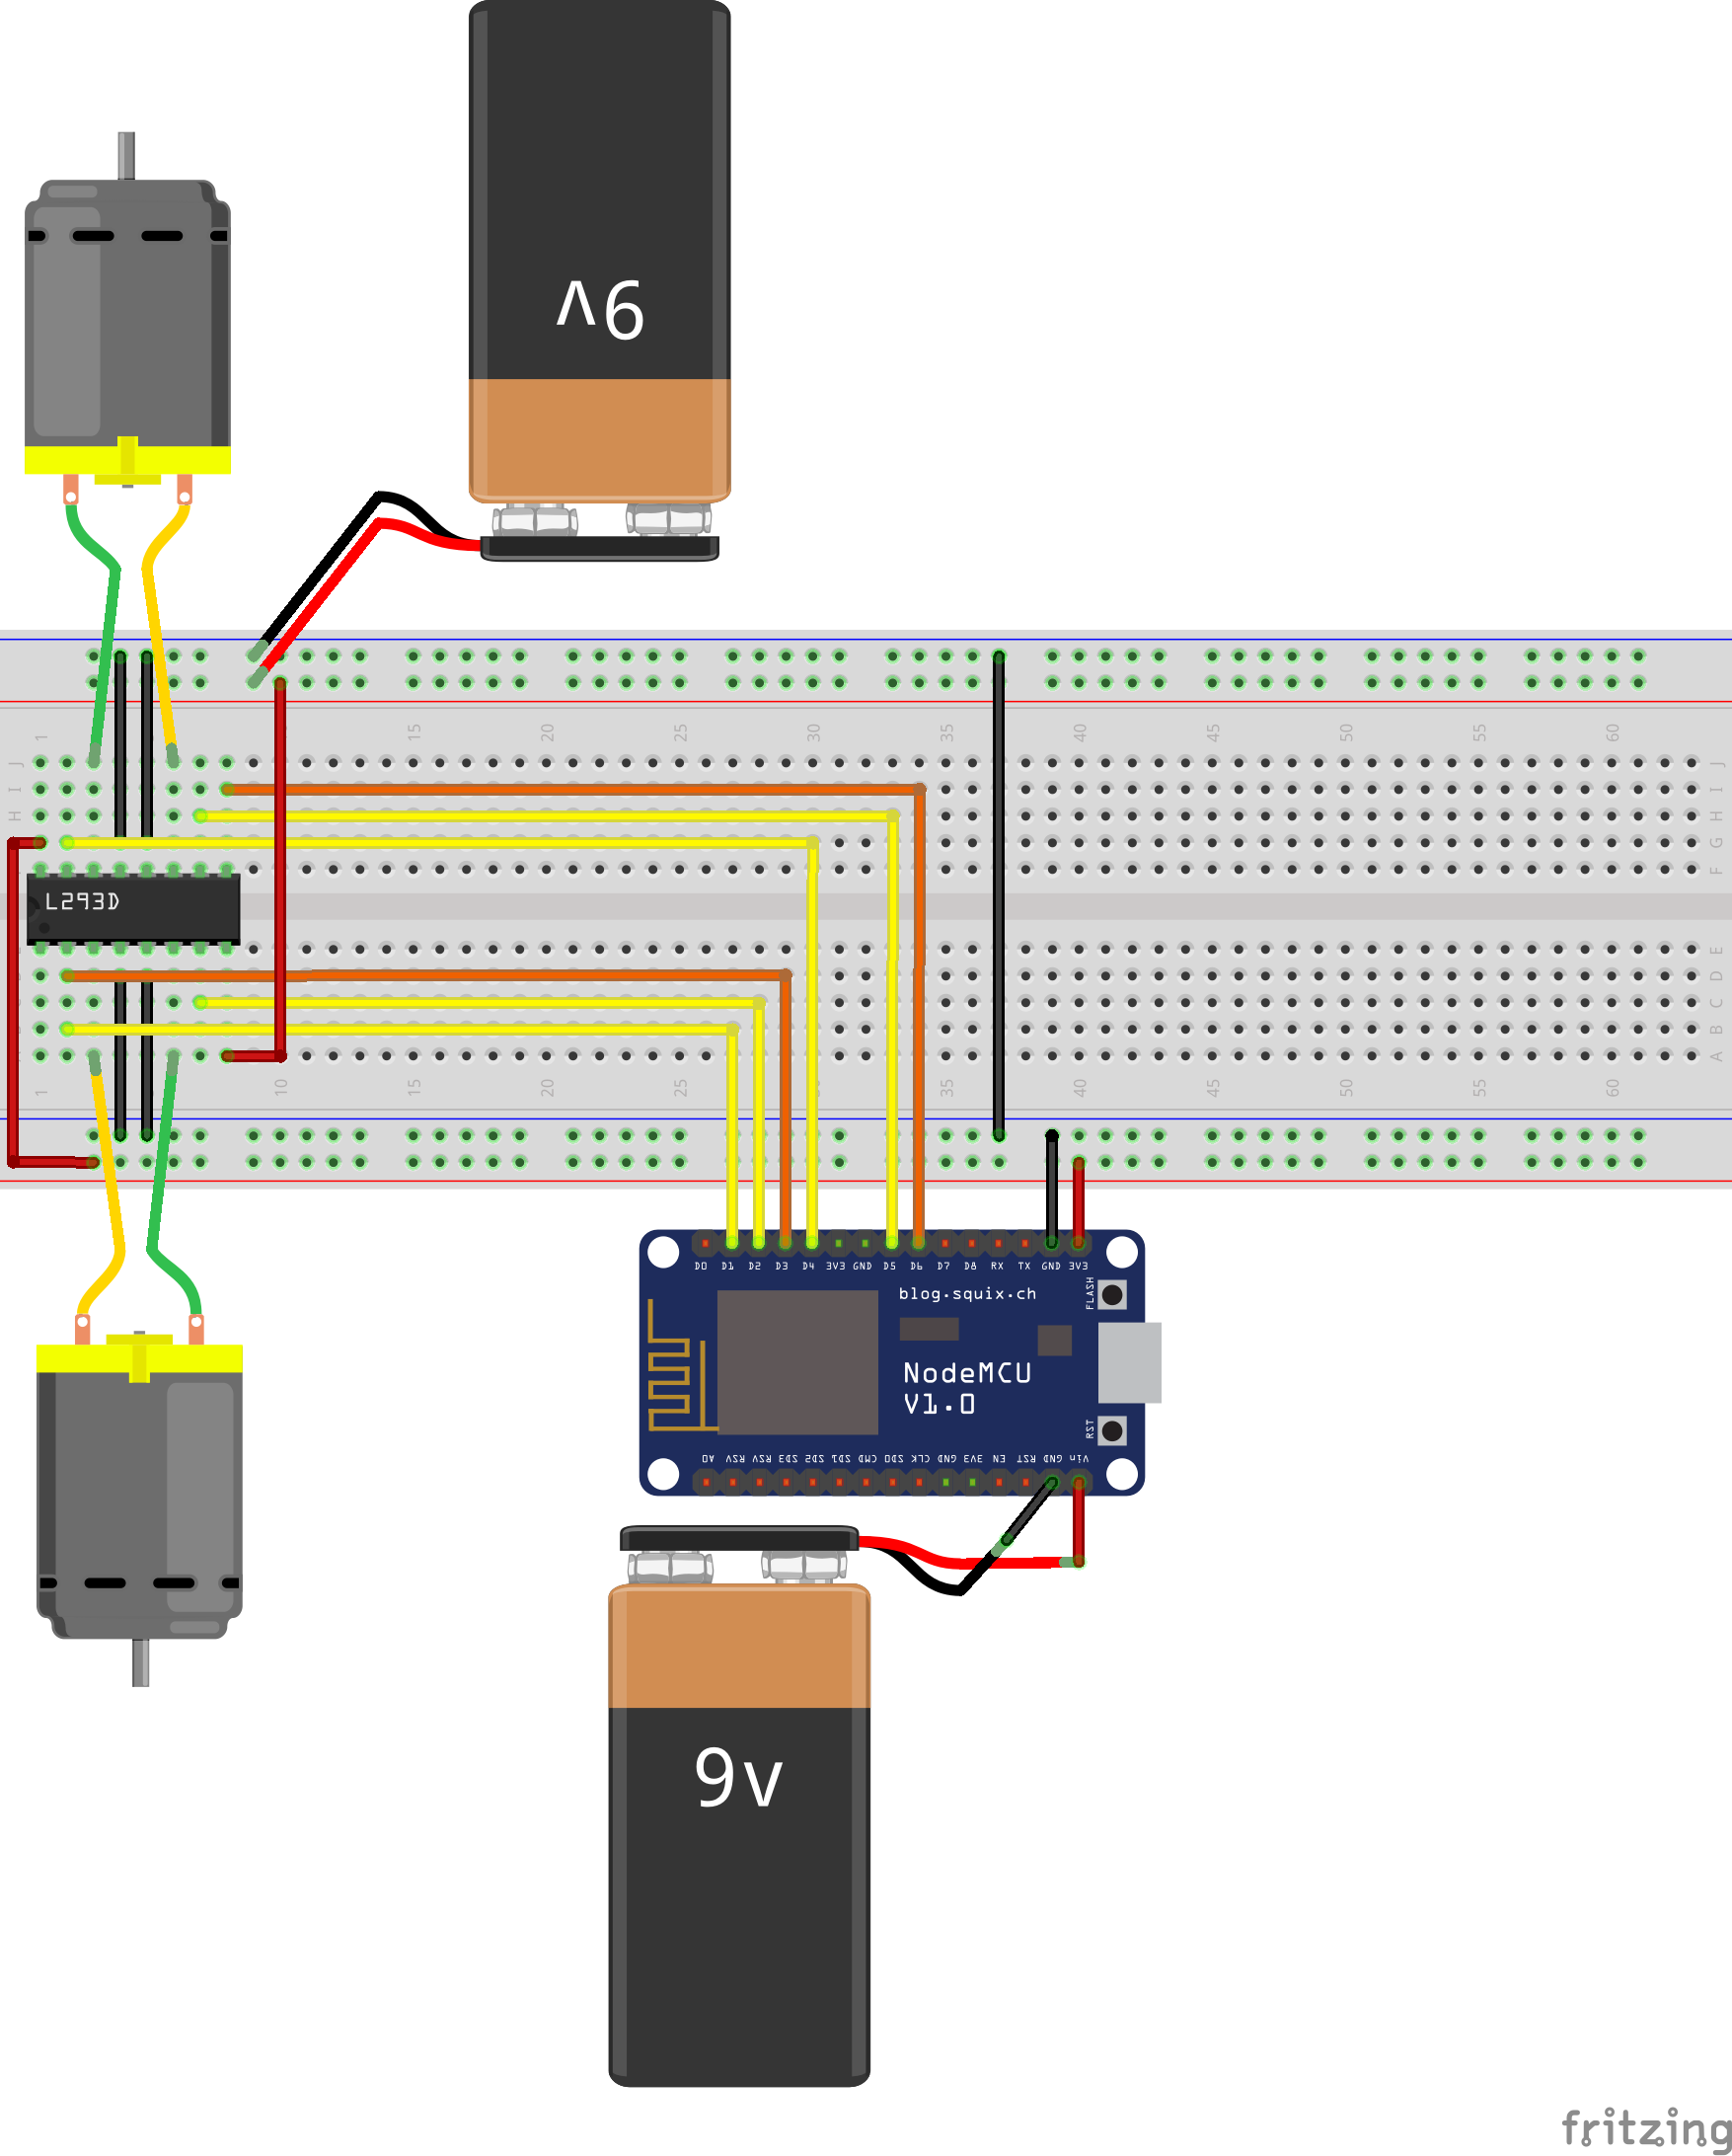 9V
1 15 20 25 30 35 40 45 50 55 60
J J
I I
H H
G
F
L293D
E
D
C
B
A
1 10 15 20 25 35 40 45 50 55 60
D0 D1 D2 D3 D4 3V3 GND D5 D6 D7 D8 RX TX GND 3V3
FLASH
blog.squix.ch
NodeMCU
V1.0
RST
A0 RSV RSV SD3 SD2 SD1 CMD SD0 CLK GND 3V3 EN RST GND Vin
9V
fritzing